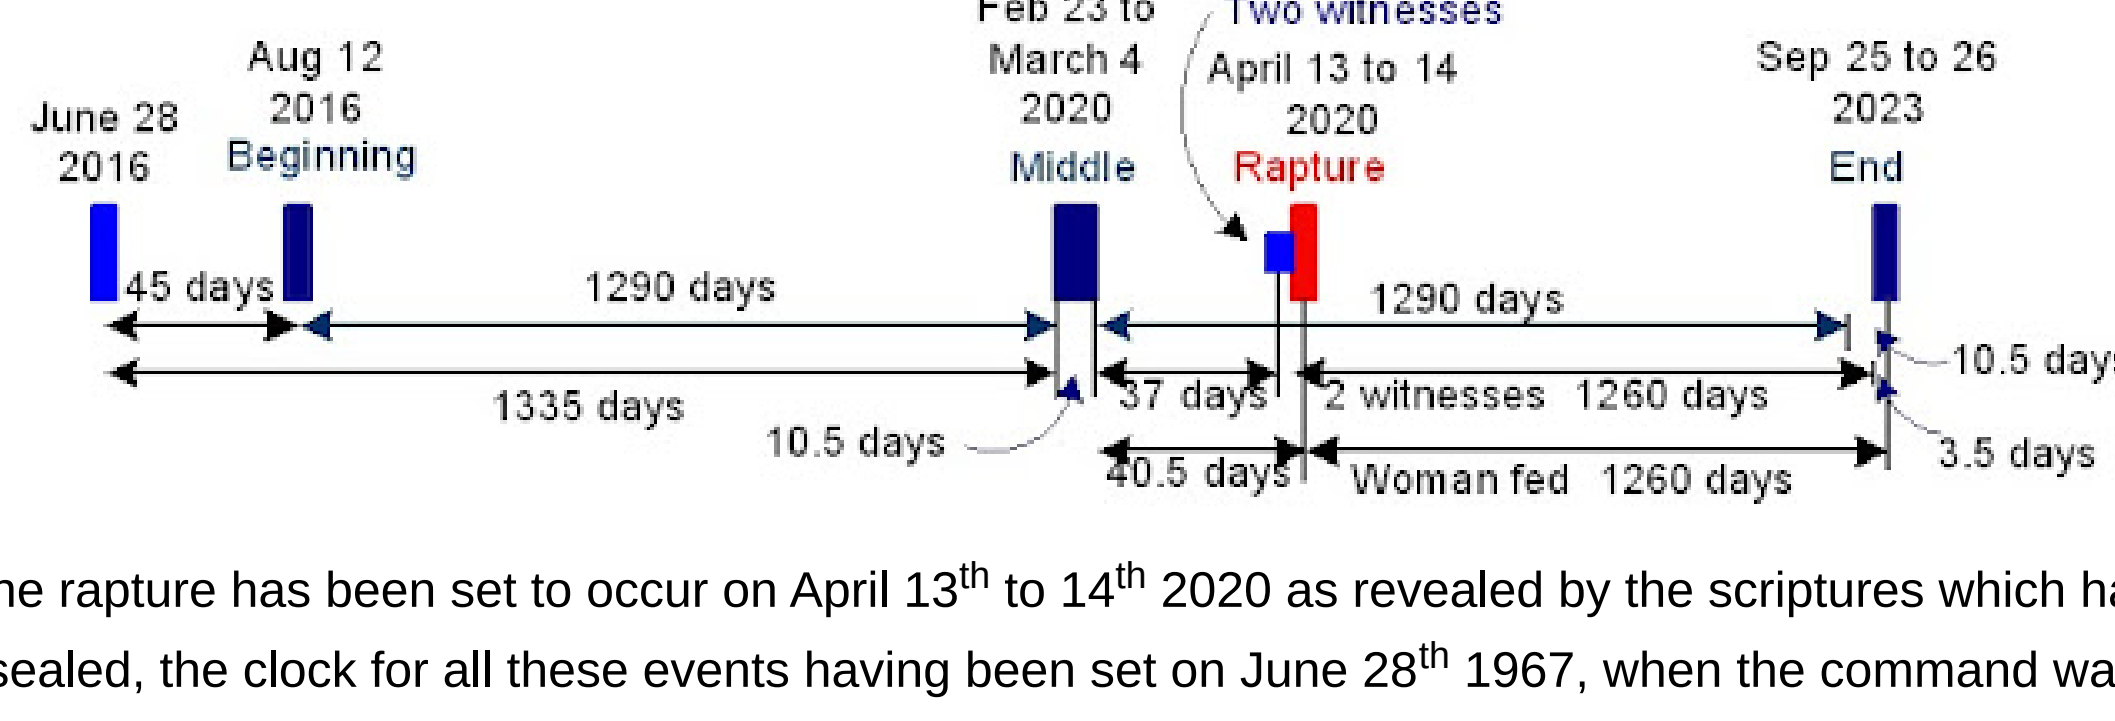 Feb 23 to
March 4
2020
Middle
Two witnesses
April 13 to 14
2020
Rapture
Sep 25 to 26
2023
End
Aug 12
2016
Beginning
June 28
2016
45 days
1290 days
1290 days
1335 days
10.5 days
37 days
2 witnesses 1260 days
10.5 days
40.5 days
Woman fed 1260 days
3.5 days
he rapture has been set to occur on April 13th to 14th 2020 as revealed by the scriptures which ha
sealed, the clock for all these events having been set on June 28th 1967, when the command wa